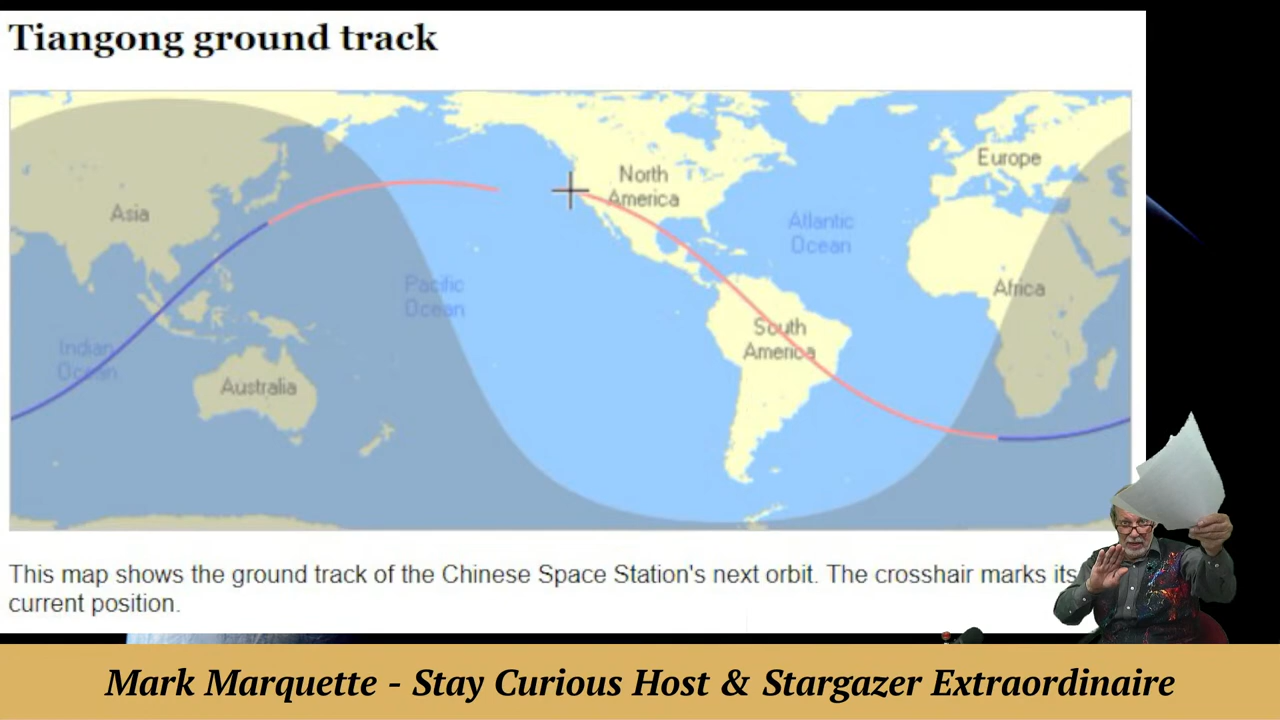 Tiangong ground track
Europe
North
America
Asia
Atlantic
Ocean
Pacific
Ocean
Africa
South
America
Indian
Ocean
Australia
This map shows the ground track of the Chinese Space Station's next orbit. The crosshair marks its
current position.
Mark Marquette - Stay Curious Host & Stargazer Extraordinaire